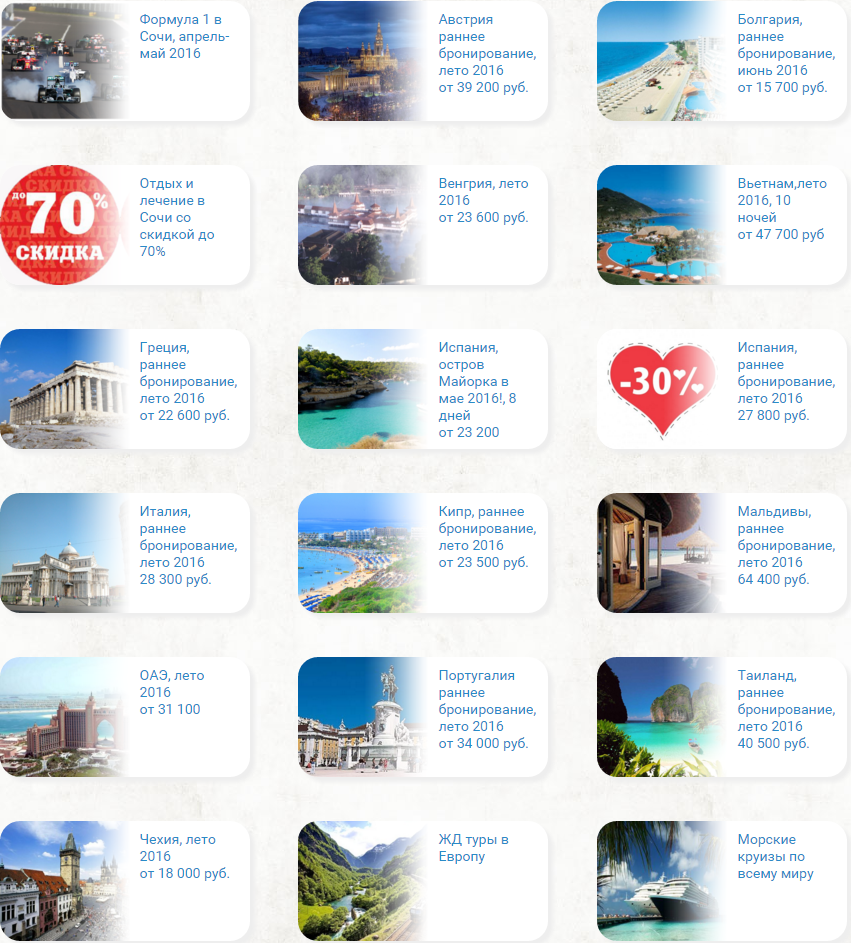 Формула 1 в
Сочи, апрель-
май 2016
Австрия
раннее
бронирование,
лето 2016
от 39 200 руб.
Болгария,
раннее
бронирование,
июнь 2016
от 15 700 руб.
до 70%
СКИДКА
Отдых и
лечение в
Сочи со
скидкой до
70%
Венгрия, лето
2016
от 23 600 руб.
Вьетнам,лето
2016, 10
ночей
от 47 700 руб
Греция,
раннее
бронирование,
лето 2016
от 22 600 руб.
Испания,
остров
Майорка в
мае 2016!, 8
дней
от 23 200
-30%
Испания,
раннее
бронирование,
лето 2016
27 800 руб.
Италия,
раннее
бронирование,
лето 2016
28 300 руб.
Кипр, раннее
бронирование,
лето 2016
от 23 500 руб.
Мальдивы,
раннее
бронирование,
лето 2016
64 400 руб.
ОАЭ, лето
2016
от 31 100
Португалия
раннее
бронирование,
лето 2016
от 34 000 руб.
Таиланд,
раннее
бронирование,
лето 2016
40 500 руб.
Чехия, лето
2016
от 18 000 руб.
ЖД туры в
Европу
Морские
круизы по
всему миру